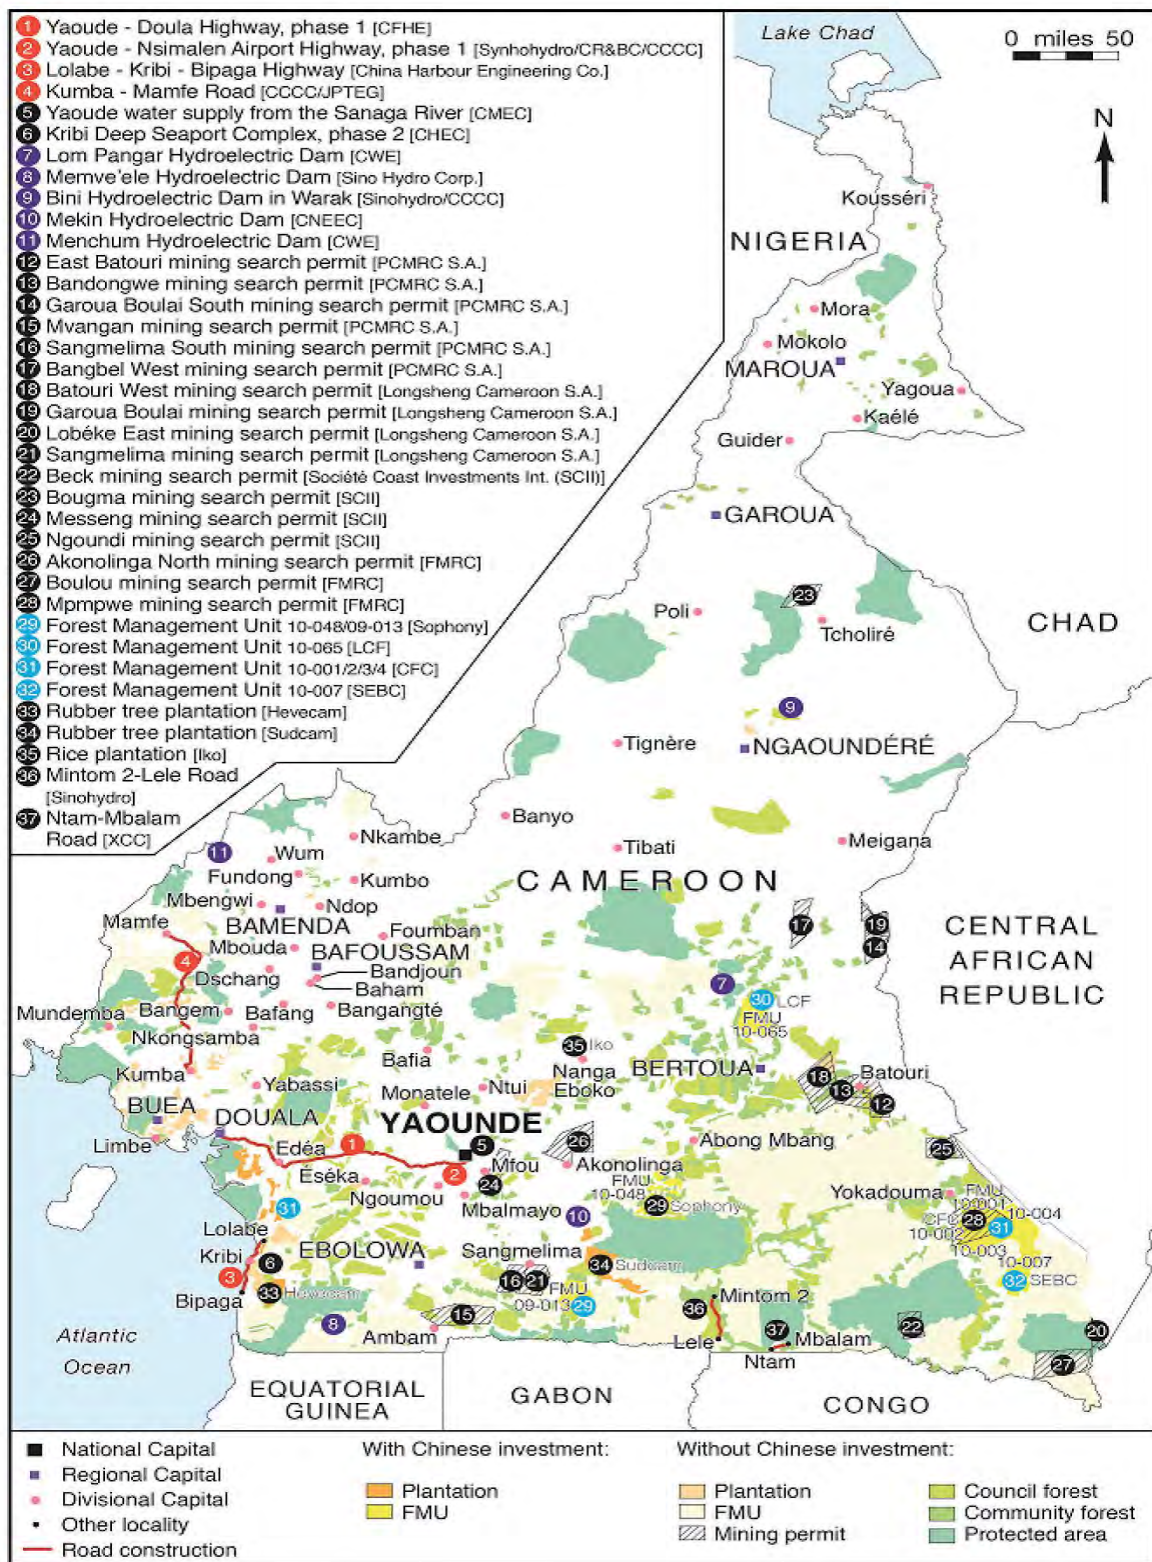 1 Yaoude - Doula Highway, phase 1 [CFHE]
2 Yaoude - Nsimalen Airport Highway, phase 1 [Synhohydro/CR&BC/CCCC]
3 Lolabe - Kribi - Bipaga Highway [China Harbour Engineering Co.]
4 Kumba - Mamfe Road [CCCC/JPTEG]
5 Yaoude water supply from the Sanaga River [CMEC]
6 Kribi Deep Seaport Complex, phase 2 [CHEC]
7 Lom Pangar Hydroelectric Dam [CWE]
8 Memve'ele Hydroelectric Dam [Sino Hydro Corp.]
9 Bini Hydroelectric Dam in Warak [Sinohydro/CCCC]
10 Mekin Hydroelectric Dam [CNEEC]
11 Menchum Hydroelectric Dam [CWE]
12 East Batouri mining search permit [PCMRC S.A.]
13 Bandongwe mining search permit [PCMRC S.A.]
14 Garoua Boulai South mining search permit [PCMRC S.A.]
15 Mvangan mining search permit [PCMRC S.A.]
16 Sangmelima South mining search permit [PCMRC S.A.]
17 Bangbel West mining search permit [PCMRC S.A.]
18 Batouri West mining search permit [Longsheng Cameroon S.A.]
19 Garoua Boulai mining search permit [Longsheng Cameroon S.A.]
20 Lobéke East mining search permit [Longsheng Cameroon S.A.]
21 Sangmelima mining search permit [Longsheng Cameroon S.A.]
22 Beck mining search permit [Société Coast Investments Int. (SCII)]
23 Bougma mining search permit [SCII]
24 Messeng mining search permit [SCII]
25 Ngoundi mining search permit [SCII]
26 Akonolinga North mining search permit [FMRC]
27 Boulou mining search permit [FMRC]
28 Mpmpwe mining search permit [FMRC]
29 Forest Management Unit 10-048/09-013 [Sophony]
30 Forest Management Unit 10-065 [LCF]
31 Forest Management Unit 10-001/2/3/4 [CFC]
32 Forest Management Unit 10-007 [SEBC]
33 Rubber tree plantation [Hevecam]
34 Rubber tree plantation [Sudcam]
35 Rice plantation [Iko]
36 Mintom 2-Lele Road
[Sinohydro]
37 Ntam-Mbalam
Road [XCC]
Lake Chad
0 miles 50
N
Kousséri
NIGERIA
Mora
Mokolo
MAROUA
Yagoua
Kaélé
Guider
GAROUA
23
Poli
Tcholiré
CHAD
9
Tignère
NGAOUNDÉRÉ
Banyo
Nkambe
Tibati
Meigana
11
Wum
Fundong
Kumbo
CAMEROON
Mbengwi
Ndop
BAMENDA
Mamfe
Foumban
17
19
14
CENTRAL
AFRICAN
REPUBLIC
Mbouda
BAFOUSSAM
4
Dschang
Bandjoun
Baham
7
30 LCF
FMU
10-065
Mundemba
Bangem
Bafang
Bangangté
Nkongsamba
35 Iko
Bafia
Nanga
Eboko
BERTOUA
Kumba
Yabassi
Monatele
Ntui
18
13
12
Batouri
BUEA
DOUALA
YAOUNDE
Limbe
Edéa
1
5
26
Abong Mbang
25
2
Mfou
Akonolinga
Éséka
Ngoumou
24
FMU
10-048
29 Sophony
Yokadouma
FMU
10-001
10-004
31
Mbalmayo
10
CFC
10-002
28
31
Lolabe
10-003
Kribi
6
EBOLOWA
Sangmelima
10-007
3
34 Sudcam
32 SEBC
33 Hevecam
16
21
FMU
09-013
29
Bipaga
Mintom 2
36
8
15
Ambam
Lele
37
Mbalam
Ntam
22
20
27
Atlantic
Ocean
EQUATORIAL
GUINEA
GABON
CONGO
National Capital
Regional Capital
Divisional Capital
Other locality
Road construction
With Chinese investment:
Plantation
FMU
Without Chinese investment:
Plantation
FMU
Mining permit
Council forest
Community forest
Protected area